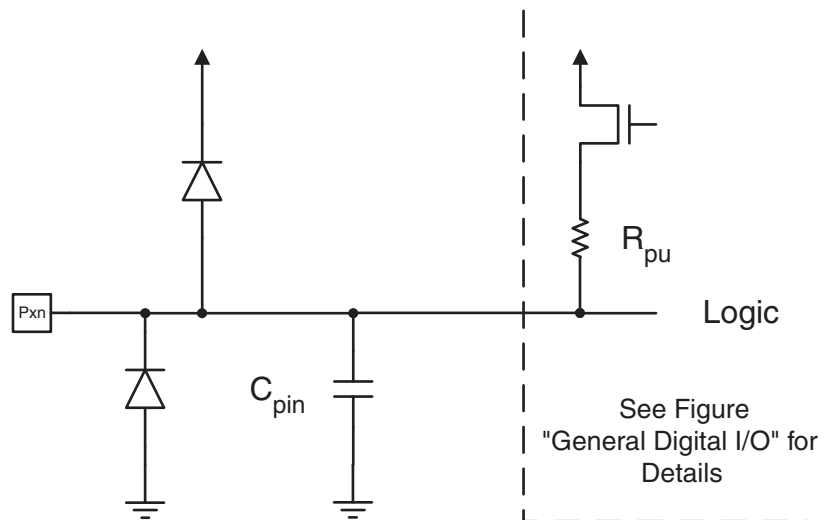 R_pu
Pxn
Logic
C_pin
See Figure
"General Digital I/O" for
Details